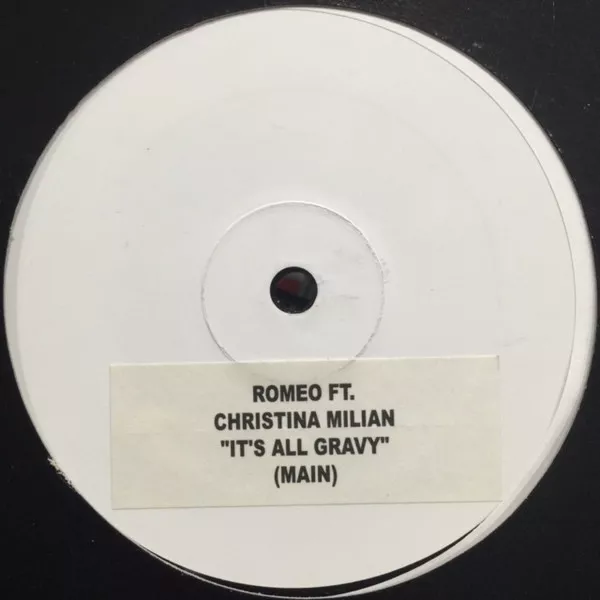 ROMEO FT.
CHRISTINA MILIAN
"IT'S ALL GRAVY"
(MAIN)